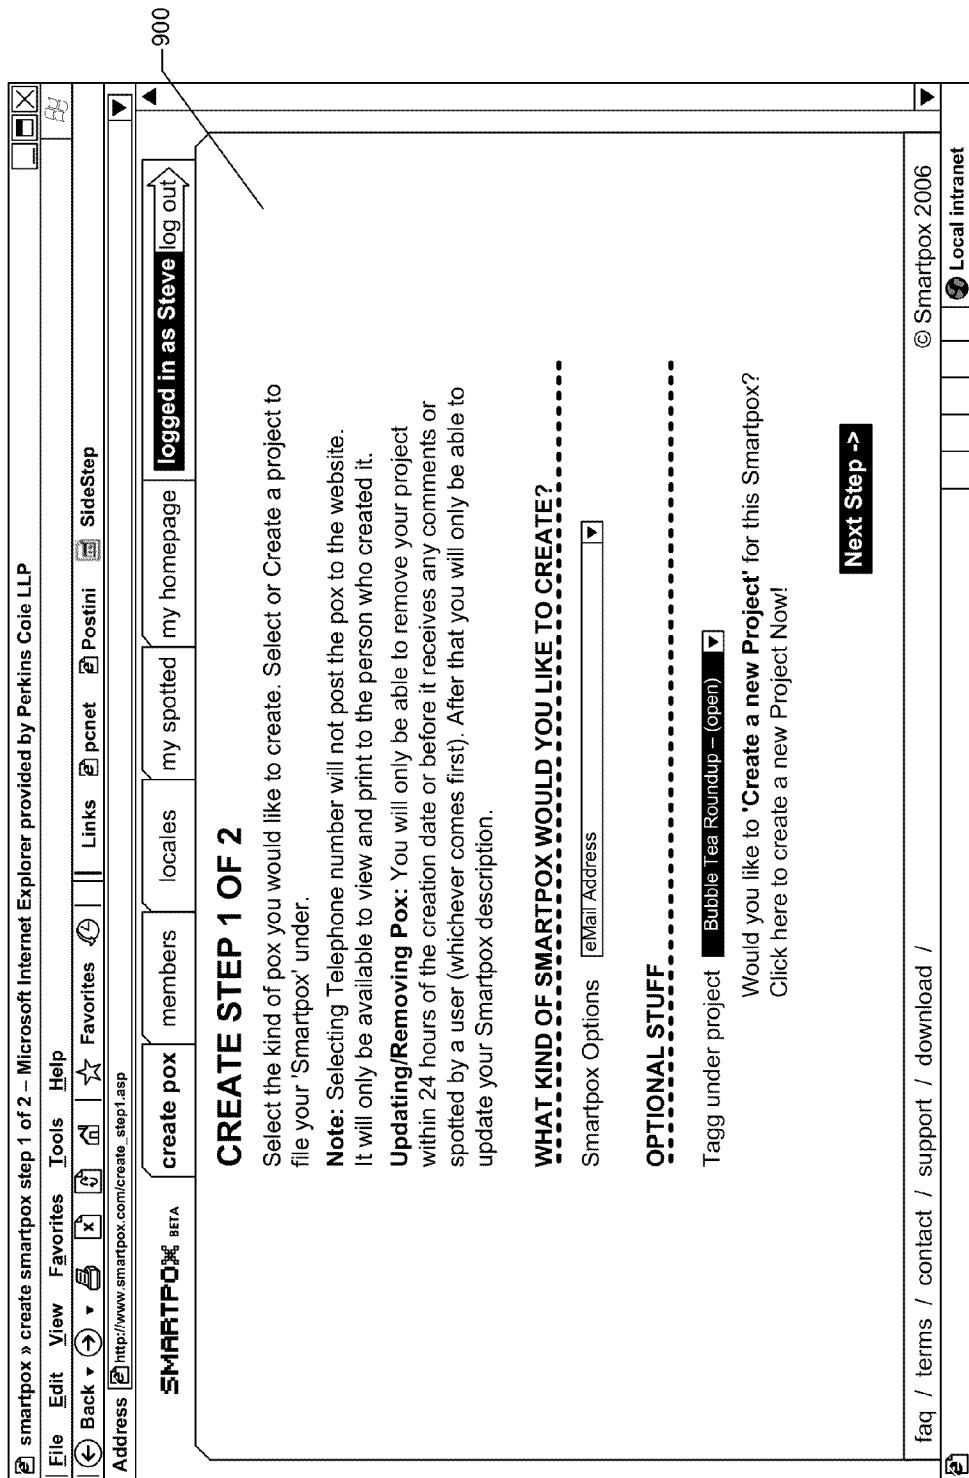 900
smartpox » create smartpox step 1 of 2 – Microsoft Internet Explorer provided by Perkins Coie LLP
File Edit View Favorites Tools Help
Back Favorites Links pcnet Postini SideStep
Address http://www.smartpox.com/create_step1.asp
SMARTPOX BETA create pox members locales my spotted my homepage logged in as Steve log out
CREATE STEP 1 OF 2
Select the kind of pox you would like to create. Select or Create a project to
file your 'Smartpox' under.
Note: Selecting Telephone number will not post the pox to the website.
It will only be available to view and print to the person who created it.
Updating/Removing Pox: You will only be able to remove your project
within 24 hours of the creation date or before it receives any comments or
spotted by a user (whichever comes first). After that you will only be able to
update your Smartpox description.
WHAT KIND OF SMARTPOX WOULD YOU LIKE TO CREATE?
Smartpox Options eMail Address
OPTIONAL STUFF
Tagg under project Bubble Tea Roundup – (open)
Would you like to 'Create a new Project' for this Smartpox?
Click here to create a new Project Now!
Next Step ->
faq / terms / contact / support / download / © Smartpox 2006
Local intranet